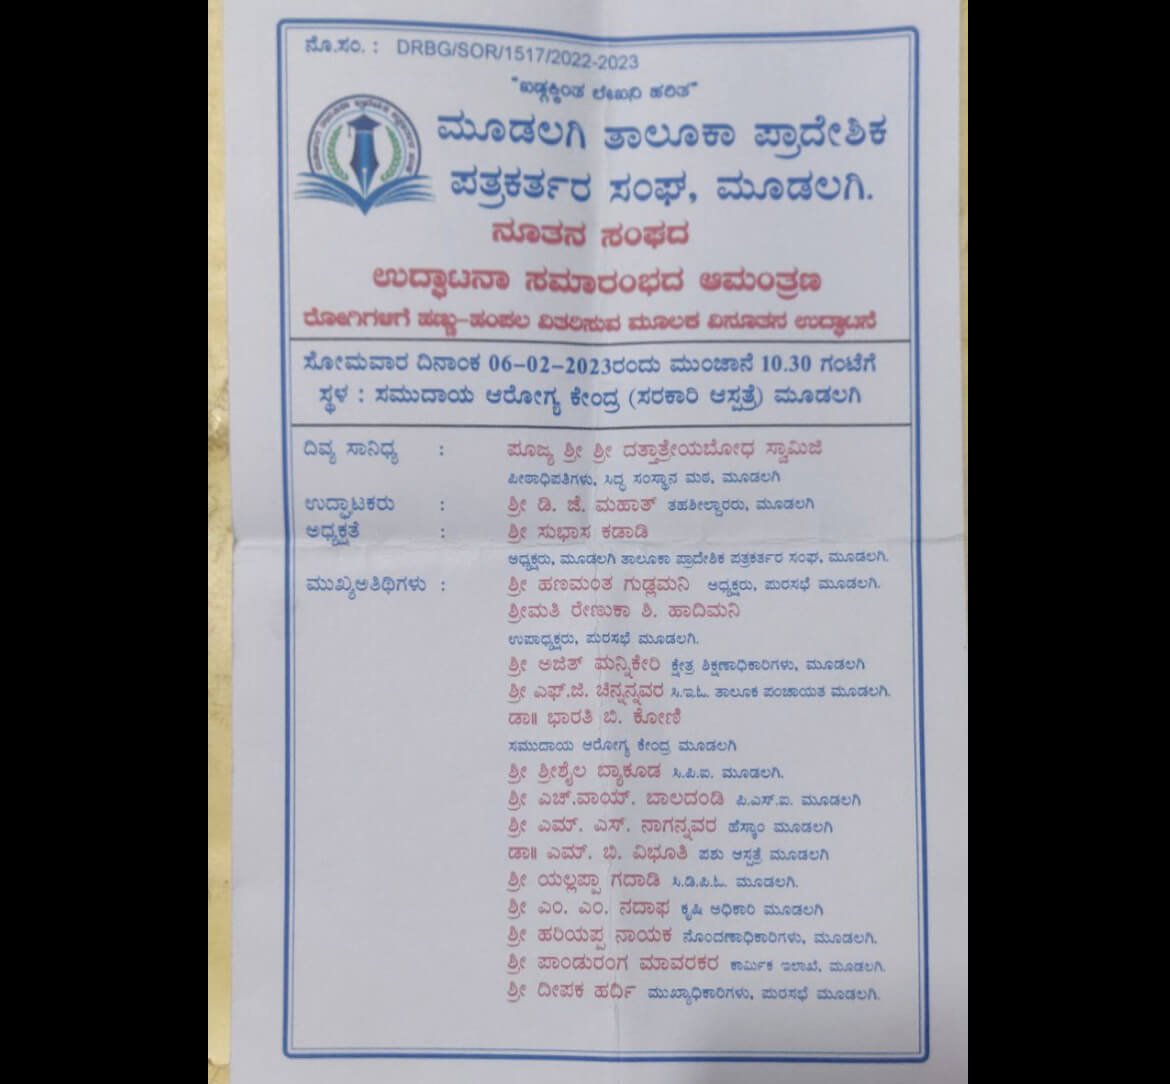 ನೊ.ಸಂ. : DRBG/SOR/1517/2022-2023
"ಖಡ್ಗಕ್ಕಿಂತ ಲೇಖನಿ ಹರಿತ"
ಮೂಡಲಗಿ ತಾಲೂಕಾ ಪ್ರಾದೇಶಿಕ
ಪತ್ರಕರ್ತರ ಸಂಘ, ಮೂಡಲಗಿ.
ನೂತನ ಸಂಘದ
ಉದ್ಘಾಟನಾ ಸಮಾರಂಭದ ಆಮಂತ್ರಣ
ರೋಗಿಗಳಿಗೆ ಹಣ್ಣು-ಹಂಪಲ ವಿತರಿಸುವ ಮೂಲಕ ವಿನೂತನ ಉದ್ಘಾಟನೆ
ಸೋಮವಾರ ದಿನಾಂಕ 06-02-2023ರಂದು ಮುಂಜಾನೆ 10.30 ಗಂಟೆಗೆ
ಸ್ಥಳ : ಸಮುದಾಯ ಆರೋಗ್ಯ ಕೇಂದ್ರ (ಸರಕಾರಿ ಆಸ್ಪತ್ರೆ) ಮೂಡಲಗಿ
ದಿವ್ಯ ಸಾನಿಧ್ಯ : ಪೂಜ್ಯ ಶ್ರೀ ಶ್ರೀ ದತ್ತಾತ್ರೇಯಬೋಧ ಸ್ವಾಮಿಜಿ
ಪೀಠಾಧಿಪತಿಗಳು, ಸಿದ್ಧ ಸಂಸ್ಥಾನ ಮಠ, ಮೂಡಲಗಿ
ಉದ್ಘಾಟಕರು : ಶ್ರೀ ಡಿ. ಜೆ. ಮಹಾತ್ ತಹಶೀಲ್ದಾರರು, ಮೂಡಲಗಿ
ಅಧ್ಯಕ್ಷತೆ : ಶ್ರೀ ಸುಭಾಸ ಕಡಾಡಿ
ಅಧ್ಯಕ್ಷರು, ಮೂಡಲಗಿ ತಾಲೂಕಾ ಪ್ರಾದೇಶಿಕ ಪತ್ರಕರ್ತರ ಸಂಘ, ಮೂಡಲಗಿ.
ಮುಖ್ಯಅತಿಥಿಗಳು : ಶ್ರೀ ಹಣಮಂತ ಗುಡ್ಲಮನಿ ಅಧ್ಯಕ್ಷರು, ಪುರಸಭೆ ಮೂಡಲಗಿ.
ಶ್ರೀಮತಿ ರೇಣುಕಾ ಶಿ. ಹಾದಿಮನಿ
ಉಪಾಧ್ಯಕ್ಷರು, ಪುರಸಭೆ ಮೂಡಲಗಿ.
ಶ್ರೀ ಅಜಿತ್ ಮನ್ನಿಕೇರಿ ಕ್ಷೇತ್ರ ಶಿಕ್ಷಣಾಧಿಕಾರಿಗಳು, ಮೂಡಲಗಿ
ಶ್ರೀ ಎಫ್.ಜಿ. ಚಿನ್ನನ್ನವರ ಸಿ.ಇ.ಓ. ತಾಲೂಕ ಪಂಚಾಯತ ಮೂಡಲಗಿ.
ಡಾ॥ ಭಾರತಿ ಬಿ. ಕೋಣಿ
ಸಮುದಾಯ ಆರೋಗ್ಯ ಕೇಂದ್ರ ಮೂಡಲಗಿ
ಶ್ರೀ ಶ್ರೀಶೈಲ ಬ್ಯಾಕೂಡ ಸಿ.ಪಿ.ಐ. ಮೂಡಲಗಿ.
ಶ್ರೀ ಎಚ್.ವಾಯ್. ಬಾಲದಂಡಿ ಪಿ.ಎಸ್.ಐ. ಮೂಡಲಗಿ
ಶ್ರೀ ಎಮ್. ಎಸ್. ನಾಗನ್ನವರ ಹೆಸ್ಕಾಂ ಮೂಡಲಗಿ
ಡಾ॥ ಎಮ್. ಬಿ. ವಿಭೂತಿ ಪಶು ಆಸ್ಪತ್ರೆ ಮೂಡಲಗಿ
ಶ್ರೀ ಯಲ್ಲಪ್ಪಾ ಗದಾಡಿ ಸಿ.ಡಿ.ಪಿ.ಓ. ಮೂಡಲಗಿ.
ಶ್ರೀ ಎಂ. ಎಂ. ನದಾಫ ಕೃಷಿ ಅಧಿಕಾರಿ ಮೂಡಲಗಿ
ಶ್ರೀ ಹರಿಯಪ್ಪ ನಾಯಕ ನೊಂದಣಾಧಿಕಾರಿಗಳು, ಮೂಡಲಗಿ.
ಶ್ರೀ ಪಾಂಡುರಂಗ ಮಾವರಕರ ಕಾರ್ಮಿಕ ಇಲಾಖೆ, ಮೂಡಲಗಿ.
ಶ್ರೀ ದೀಪಕ ಹರ್ದಿ ಮುಖ್ಯಾಧಿಕಾರಿಗಳು, ಪುರಸಭೆ ಮೂಡಲಗಿ.